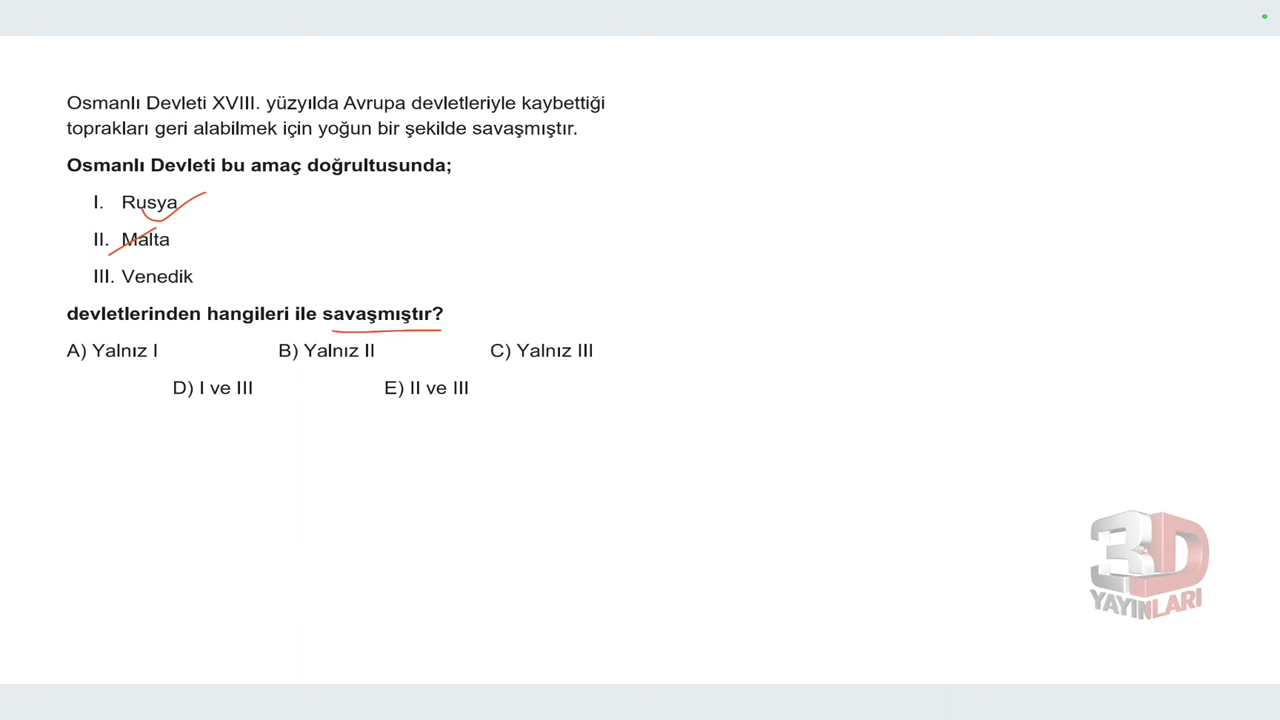 Osmanlı Devleti XVIII. yüzyılda Avrupa devletleriyle kaybettiği
toprakları geri alabilmek için yoğun bir şekilde savaşmıştır.
Osmanlı Devleti bu amaç doğrultusunda;
I. Rusya
II. Malta
III. Venedik
devletlerinden hangileri ile savaşmıştır?
A) Yalnız I B) Yalnız II C) Yalnız III
D) I ve III E) II ve III
3D
YAYINLARI